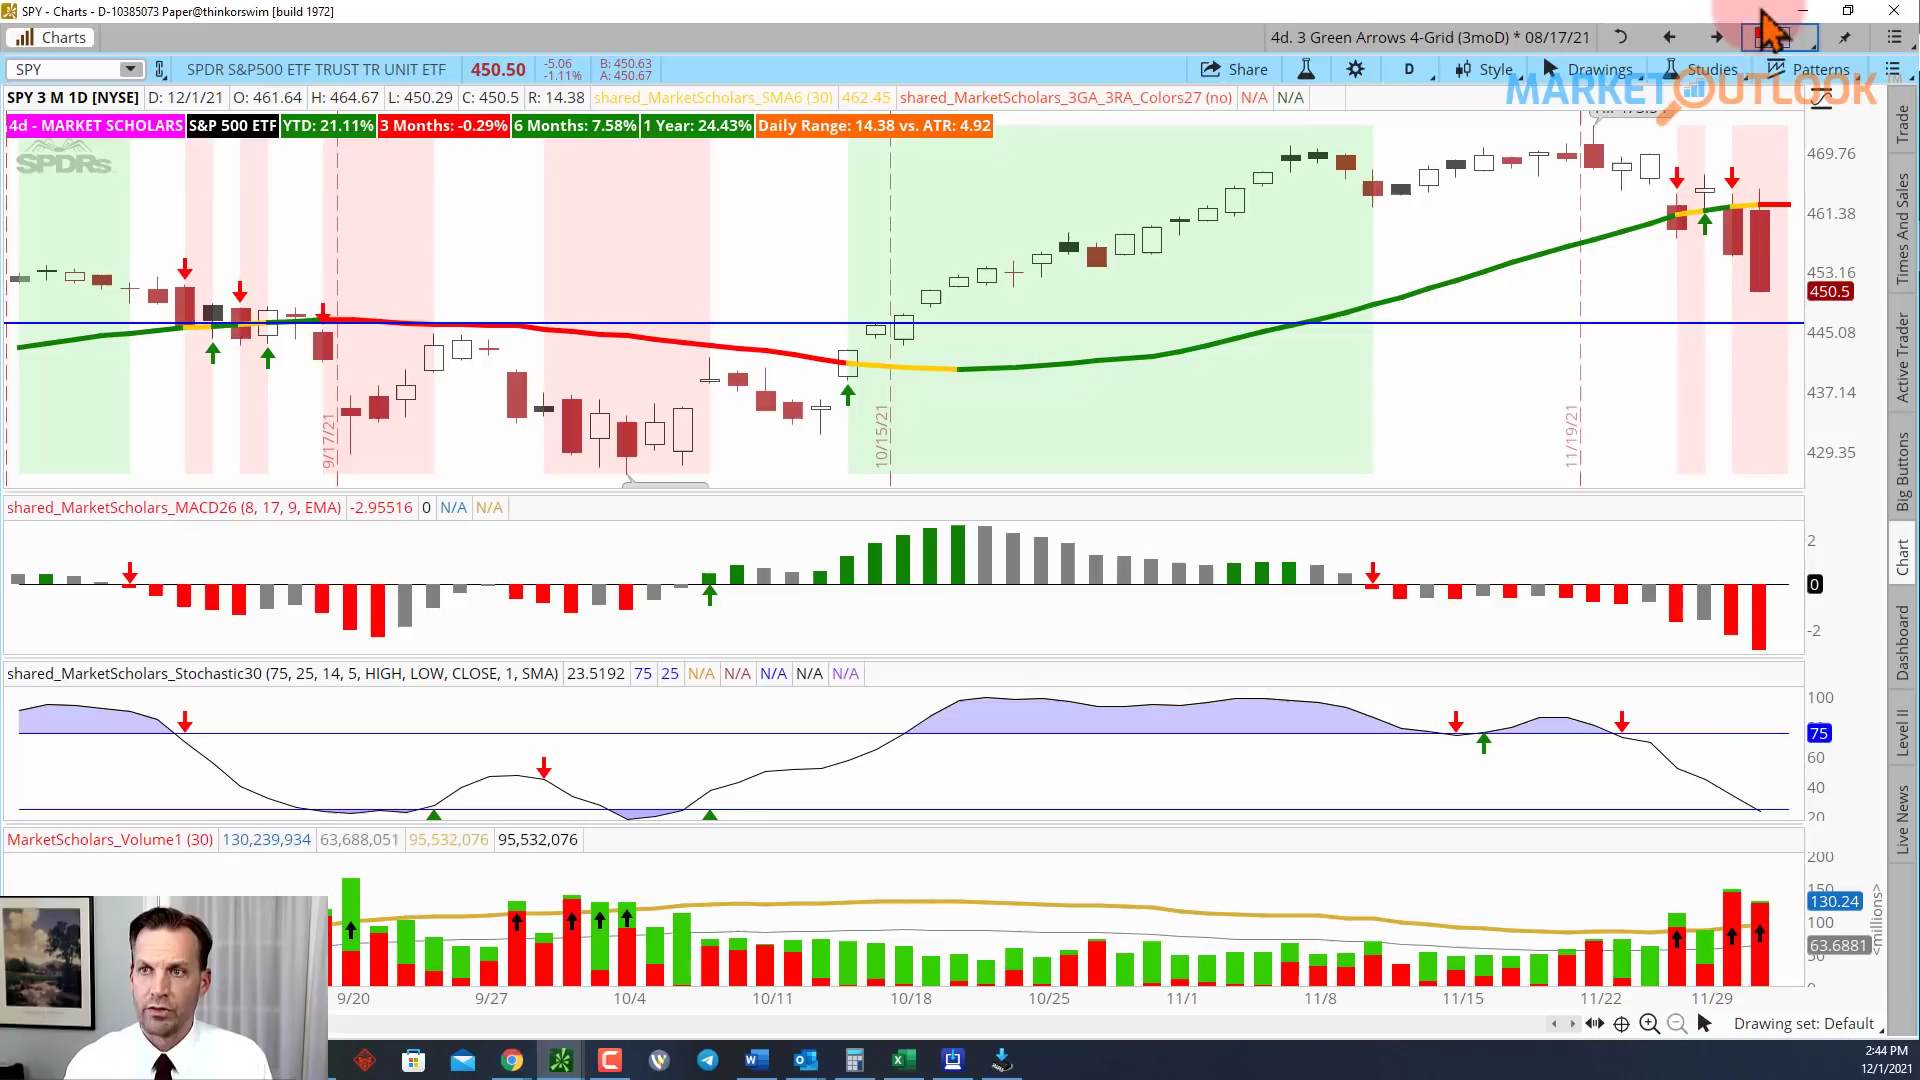 SPY - Charts - D-10385073 Paper@thinkorswim [build 1972]
Charts
4d. 3 Green Arrows 4-Grid (3moD) * 08/17/21
SPY
SPDR S&P500 ETF TRUST TR UNIT ETF
450.50
-5.06
-1.11%
B: 450.63
A: 450.67
Share
D
Style
Drawings
Studies
Patterns
MARKETOUTLOOK
SPY 3 M 1D [NYSE]
D: 12/1/21
O: 461.64
H: 464.67
L: 450.29
C: 450.5
R: 14.38
shared_MarketScholars_SMA6 (30)
462.45
shared_MarketScholars_3GA_3RA_Colors27 (no)
N/A
N/A
4d - MARKET SCHOLARS
S&P 500 ETF
YTD: 21.11%
3 Months: -0.29%
6 Months: 7.58%
1 Year: 24.43%
Daily Range: 14.38 vs. ATR: 4.92
SPDRs
469.76
461.38
453.16
450.5
445.08
437.14
429.35
9/17/21
10/15/21
11/19/21
shared_MarketScholars_MACD26 (8, 17, 9, EMA)
-2.95516
0
N/A
N/A
2
0
-2
shared_MarketScholars_Stochastic30 (75, 25, 14, 5, HIGH, LOW, CLOSE, 1, SMA)
23.5192
75
25
N/A
N/A
N/A
N/A
N/A
100
75
60
40
20
MarketScholars_Volume1 (30)
130,239,934
63,688,051
95,532,076
95,532,076
200
150
130.24
100
63.6881
50
<millions>
9/20
9/27
10/4
10/11
10/18
10/25
11/1
11/8
11/15
11/22
11/29
Drawing set: Default
Trade
Times And Sales
Active Trader
Big Buttons
Chart
Dashboard
Level II
Live News
2:44 PM
12/1/2021